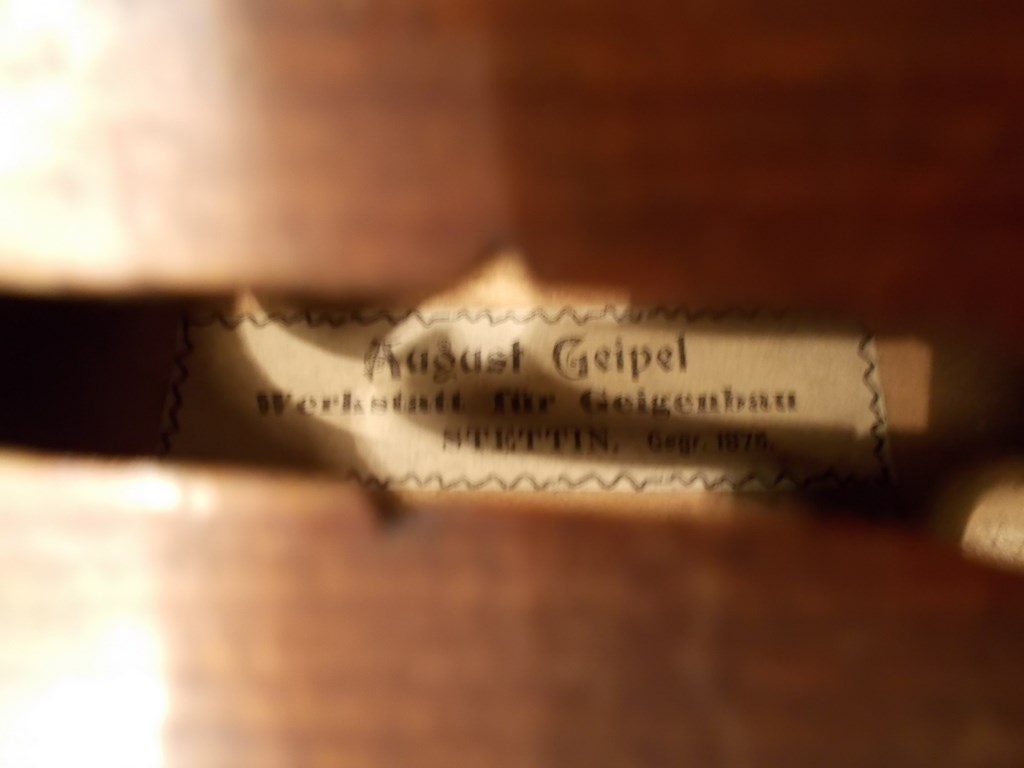 August Geipel
Werkstatt für Geigenbau
STETTIN. Gegr. 1875.